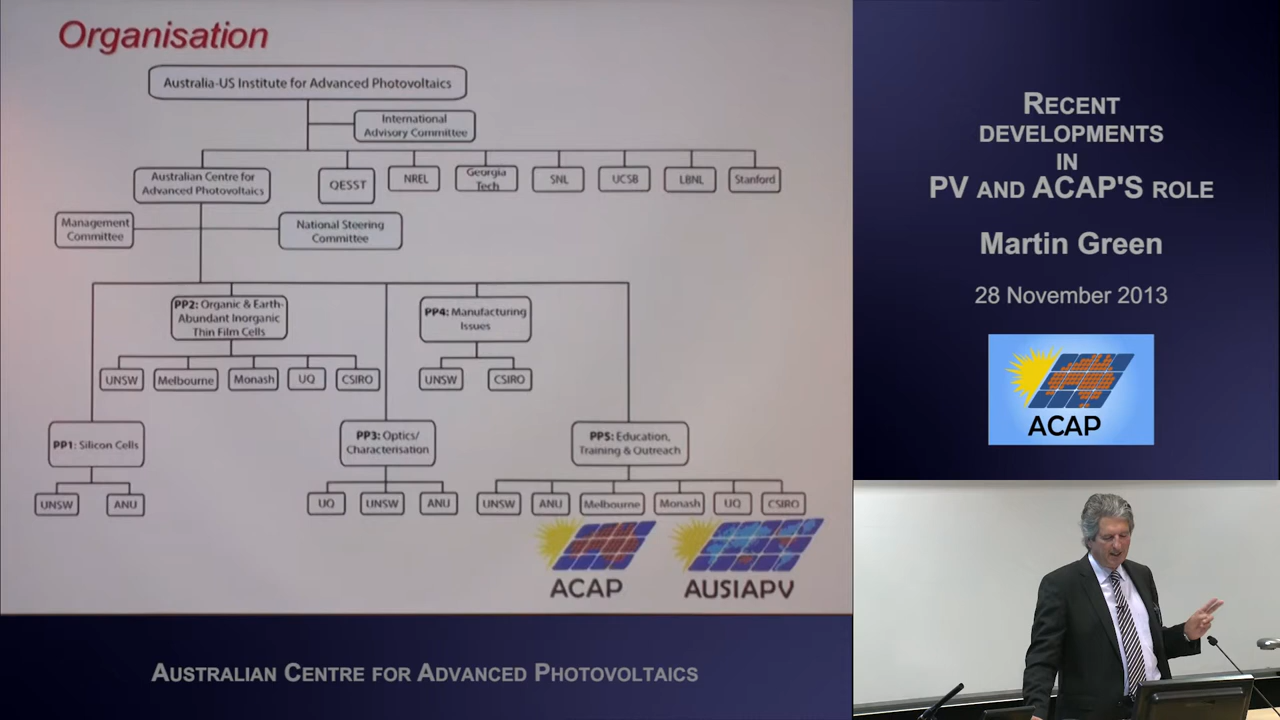 Organisation
Australia-US Institute for Advanced Photovoltaics
International
Advisory Committee
Australian Centre for
Advanced Photovoltaics
QESST
NREL
Georgia
Tech
SNL
UCSB
LBNL
Stanford
Management
Committee
National Steering
Committee
PP2: Organic & Earth-
Abundant Inorganic
Thin Film Cells
PP4: Manufacturing
Issues
UNSW
Melbourne
Monash
UQ
CSIRO
UNSW
CSIRO
PP1: Silicon Cells
PP3: Optics/
Characterisation
PP5: Education,
Training & Outreach
UNSW
ANU
UQ
UNSW
ANU
UNSW
ANU
Melbourne
Monash
UQ
CSIRO
ACAP
AUSIAPV
AUSTRALIAN CENTRE FOR ADVANCED PHOTOVOLTAICS
RECENT
DEVELOPMENTS
IN
PV AND ACAP'S ROLE
Martin Green
28 November 2013
ACAP